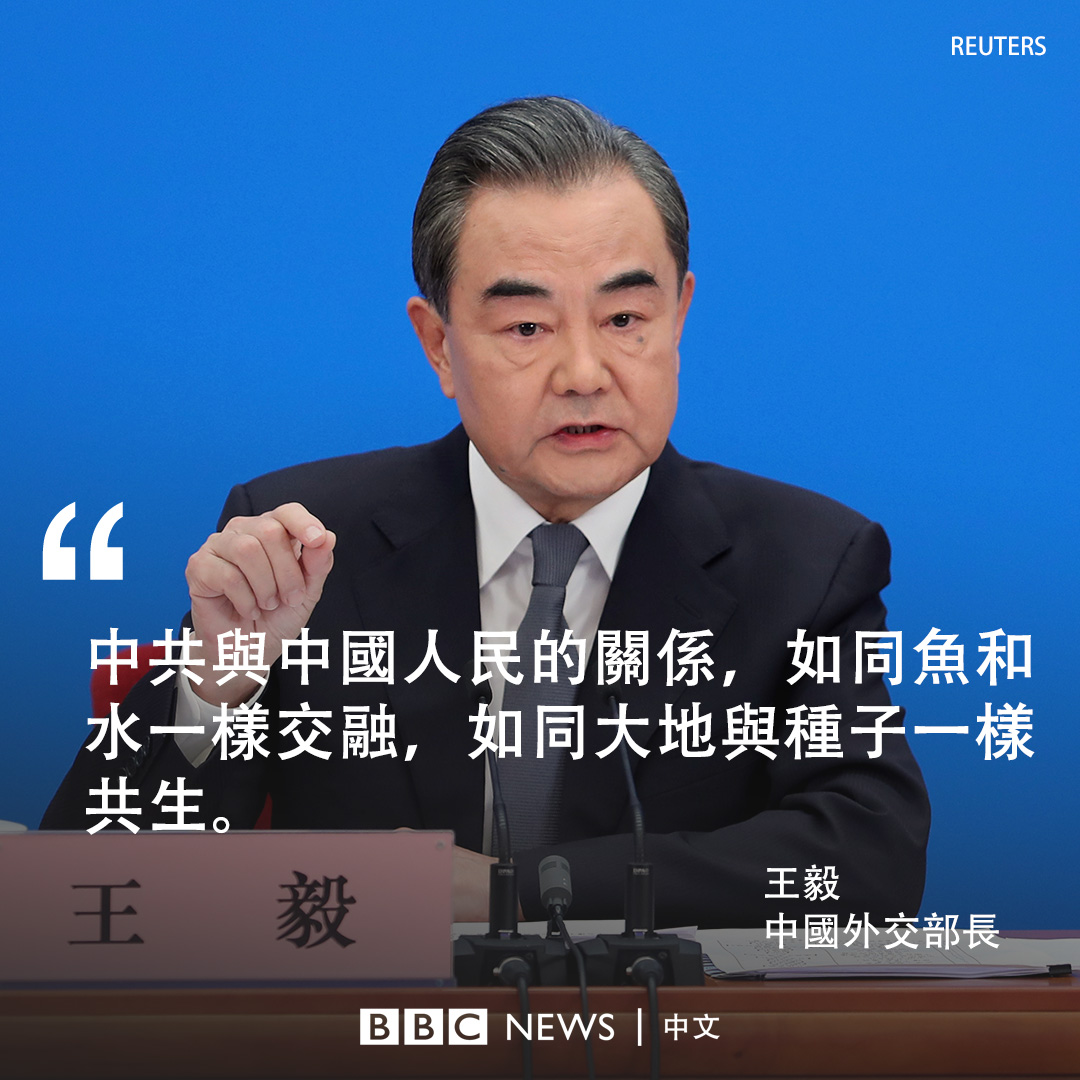 REUTERS
“
中共與中國人民的關係，如同魚和
水一樣交融，如同大地與種子一樣
共生。
王毅
王毅
中國外交部長
BBC NEWS | 中文